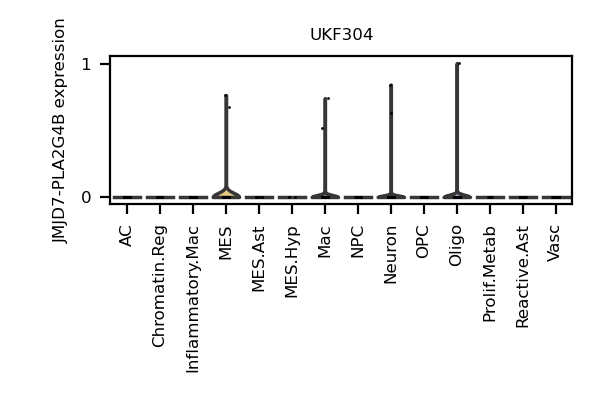 UKF304
JMJD7-PLA2G4B expression
1
0
AC
Chromatin.Reg
Inflammatory.Mac
MES
MES.Ast
MES.Hyp
Mac
NPC
Neuron
OPC
Oligo
Prolif.Metab
Reactive.Ast
Vasc